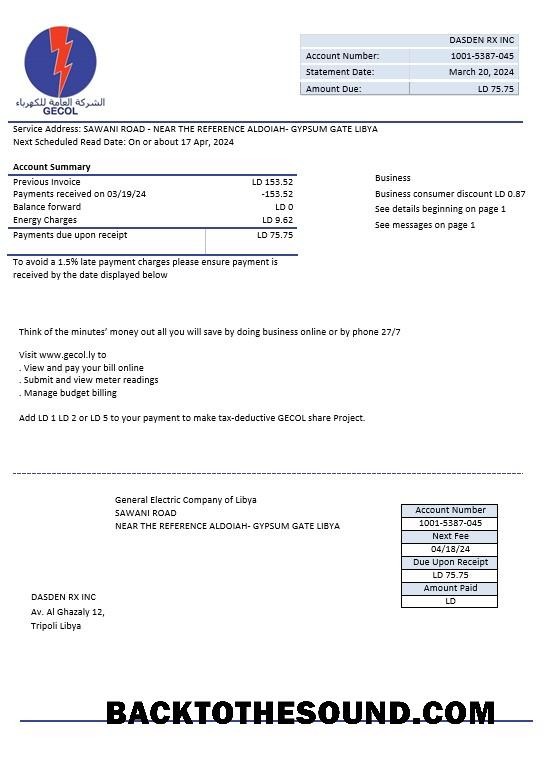 الشركة العامة للكهرباء
GECOL
DASDEN RX INC
Account Number: 1001-5387-045
Statement Date: March 20, 2024
Amount Due: LD 75.75
Service Address: SAWANI ROAD - NEAR THE REFERENCE ALDOIAH- GYPSUM GATE LIBYA
Next Scheduled Read Date: On or about 17 Apr, 2024
Account Summary
Previous Invoice LD 153.52
Payments received on 03/19/24 -153.52
Balance forward LD 0
Energy Charges LD 9.62
Payments due upon receipt LD 75.75
To avoid a 1.5% late payment charges please ensure payment is
received by the date displayed below
Business
Business consumer discount LD 0.87
See details beginning on page 1
See messages on page 1
Think of the minutes’ money out all you will save by doing business online or by phone 27/7
Visit www.gecol.ly to
. View and pay your bill online
. Submit and view meter readings
. Manage budget billing
Add LD 1 LD 2 or LD 5 to your payment to make tax-deductive GECOL share Project.
General Electric Company of Libya
SAWANI ROAD
NEAR THE REFERENCE ALDOIAH- GYPSUM GATE LIBYA
Account Number
1001-5387-045
Next Fee
04/18/24
Due Upon Receipt
LD 75.75
Amount Paid
LD
DASDEN RX INC
Av. Al Ghazaly 12,
Tripoli Libya
BACKTOTHESOUND.COM